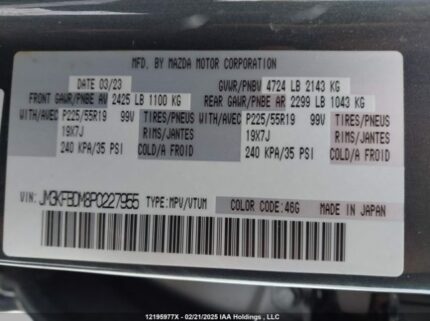 MFD. BY MAZDA MOTOR CORPORATION
DATE 03/23 GVWR/PNBV 4724 LB 2143 KG
FRONT GAWR/PNBE AV 2425 LB 1100 KG REAR GAWR/PNBE AR 2299 LB 1043 KG
WITH/AVEC P225/55R19 99V TIRES/PNEUS WITH/AVEC P225/55R19 99V TIRES/PNEUS
19X7J RIMS/JANTES 19X7J RIMS/JANTES
240 KPA/35 PSI COLD/A FROID 240 KPA/35 PSI COLD/A FROID
VIN: JM3KFBDM8P0227955 TYPE:MPV/VTUM COLOR CODE:46G MADE IN JAPAN
12195977X - 02/21/2025 IAA Holdings , LLC